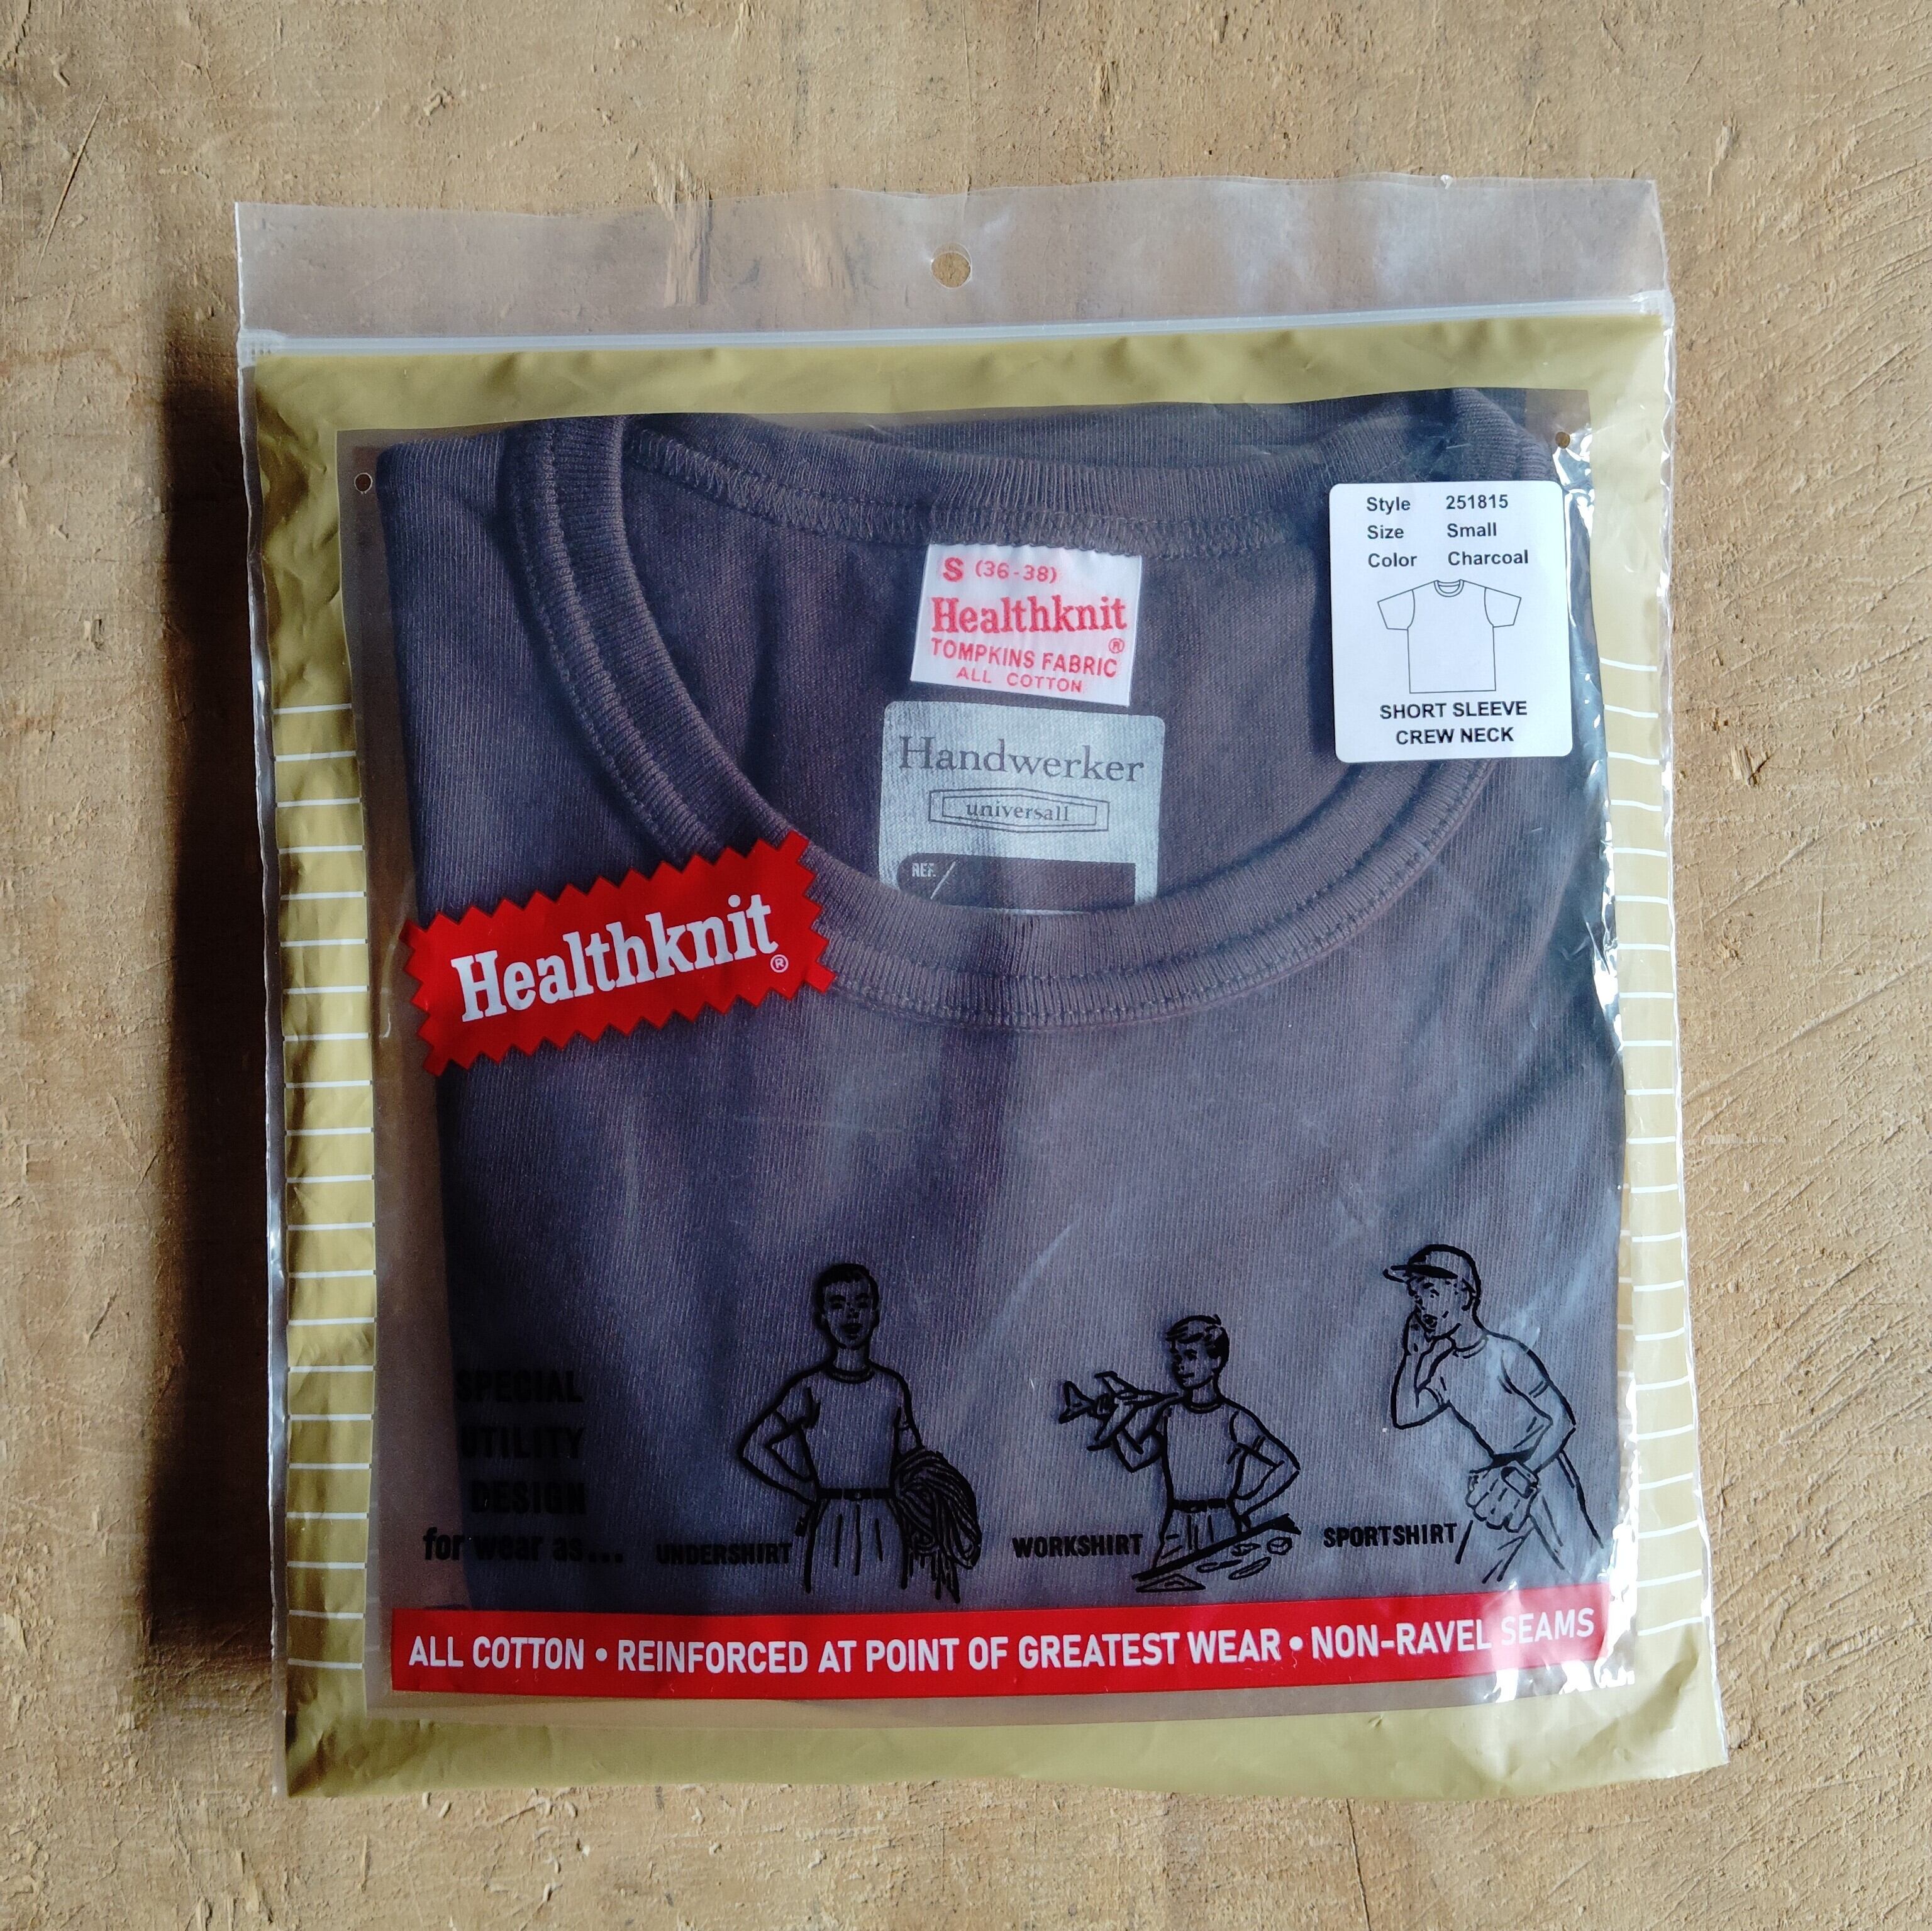 Style 251815
Size Small
Color Charcoal
SHORT SLEEVE
CREW NECK
S (36-38)
Healthknit
®
TOMPKINS FABRIC
ALL COTTON
Handwerker
universall
REF.
Healthknit®
SPECIAL
UTILITY
DESIGN
for wear as...
UNDERSHIRT
WORKSHIRT
SPORTSHIRT
ALL COTTON • REINFORCED AT POINT OF GREATEST WEAR • NON-RAVEL SEAMS